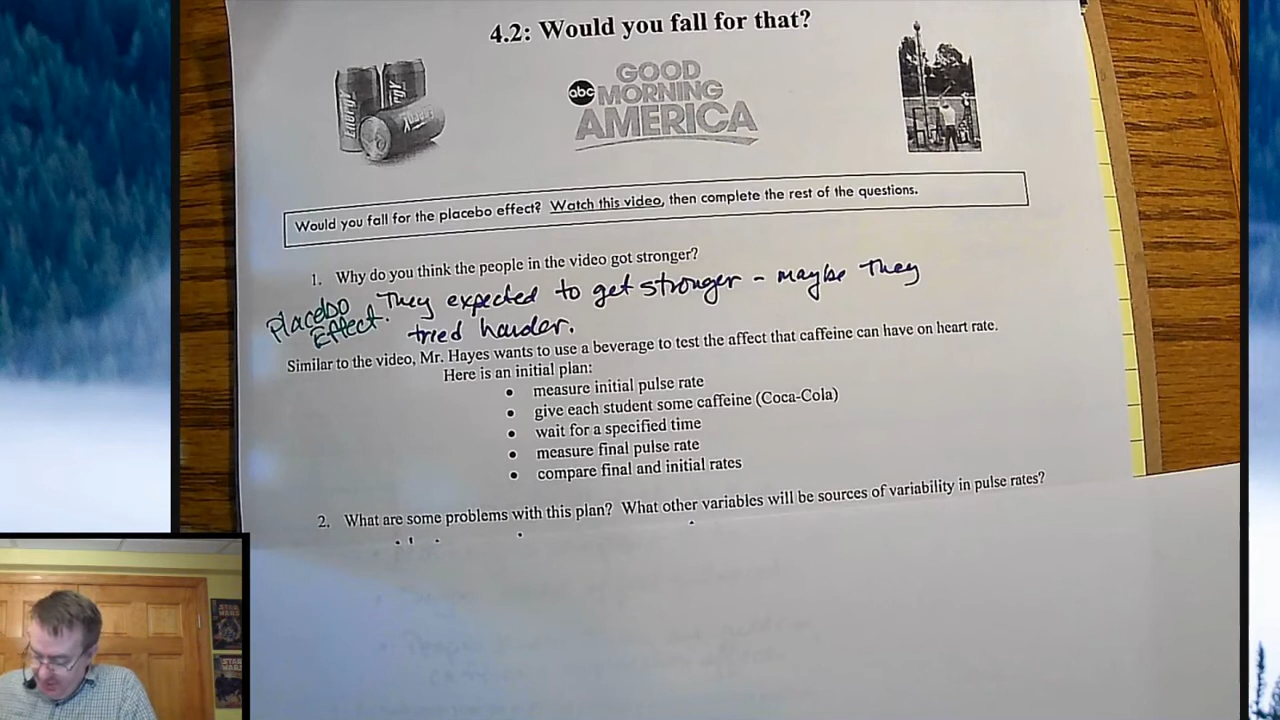 4.2: Would you fall for that?
Energy
abc GOOD
MORNING
AMERICA
Would you fall for the placebo effect? Watch this video, then complete the rest of the questions.
1. Why do you think the people in the video got stronger?
Placebo Effect. They expected to get stronger - maybe they
tried harder.
Similar to the video, Mr. Hayes wants to use a beverage to test the affect that caffeine can have on heart rate.
Here is an initial plan:
• measure initial pulse rate
• give each student some caffeine (Coca-Cola)
• wait for a specified time
• measure final pulse rate
• compare final and initial rates
2. What are some problems with this plan? What other variables will be sources of variability in pulse rates?
STAR WARS
STAR WARS